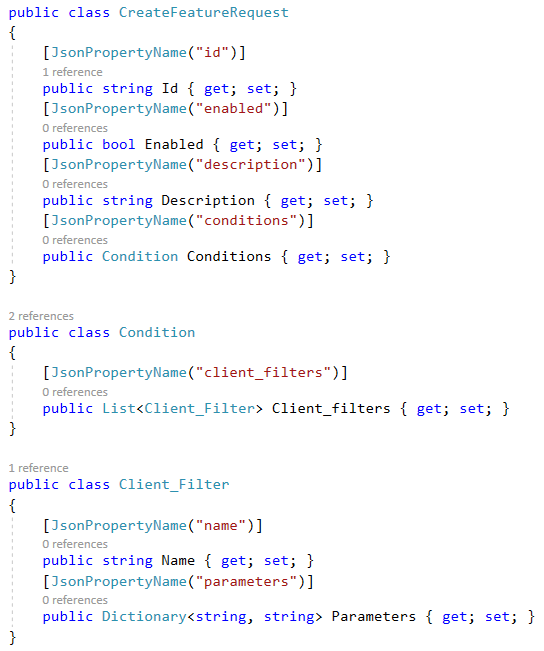 public class CreateFeatureRequest
{
[JsonPropertyName("id")]
1 reference
public string Id { get; set; }
[JsonPropertyName("enabled")]
0 references
public bool Enabled { get; set; }
[JsonPropertyName("description")]
0 references
public string Description { get; set; }
[JsonPropertyName("conditions")]
0 references
public Condition Conditions { get; set; }
}
2 references
public class Condition
{
[JsonPropertyName("client_filters")]
0 references
public List<Client_Filter> Client_filters { get; set; }
}
1 reference
public class Client_Filter
{
[JsonPropertyName("name")]
0 references
public string Name { get; set; }
[JsonPropertyName("parameters")]
0 references
public Dictionary<string, string> Parameters { get; set; }
}